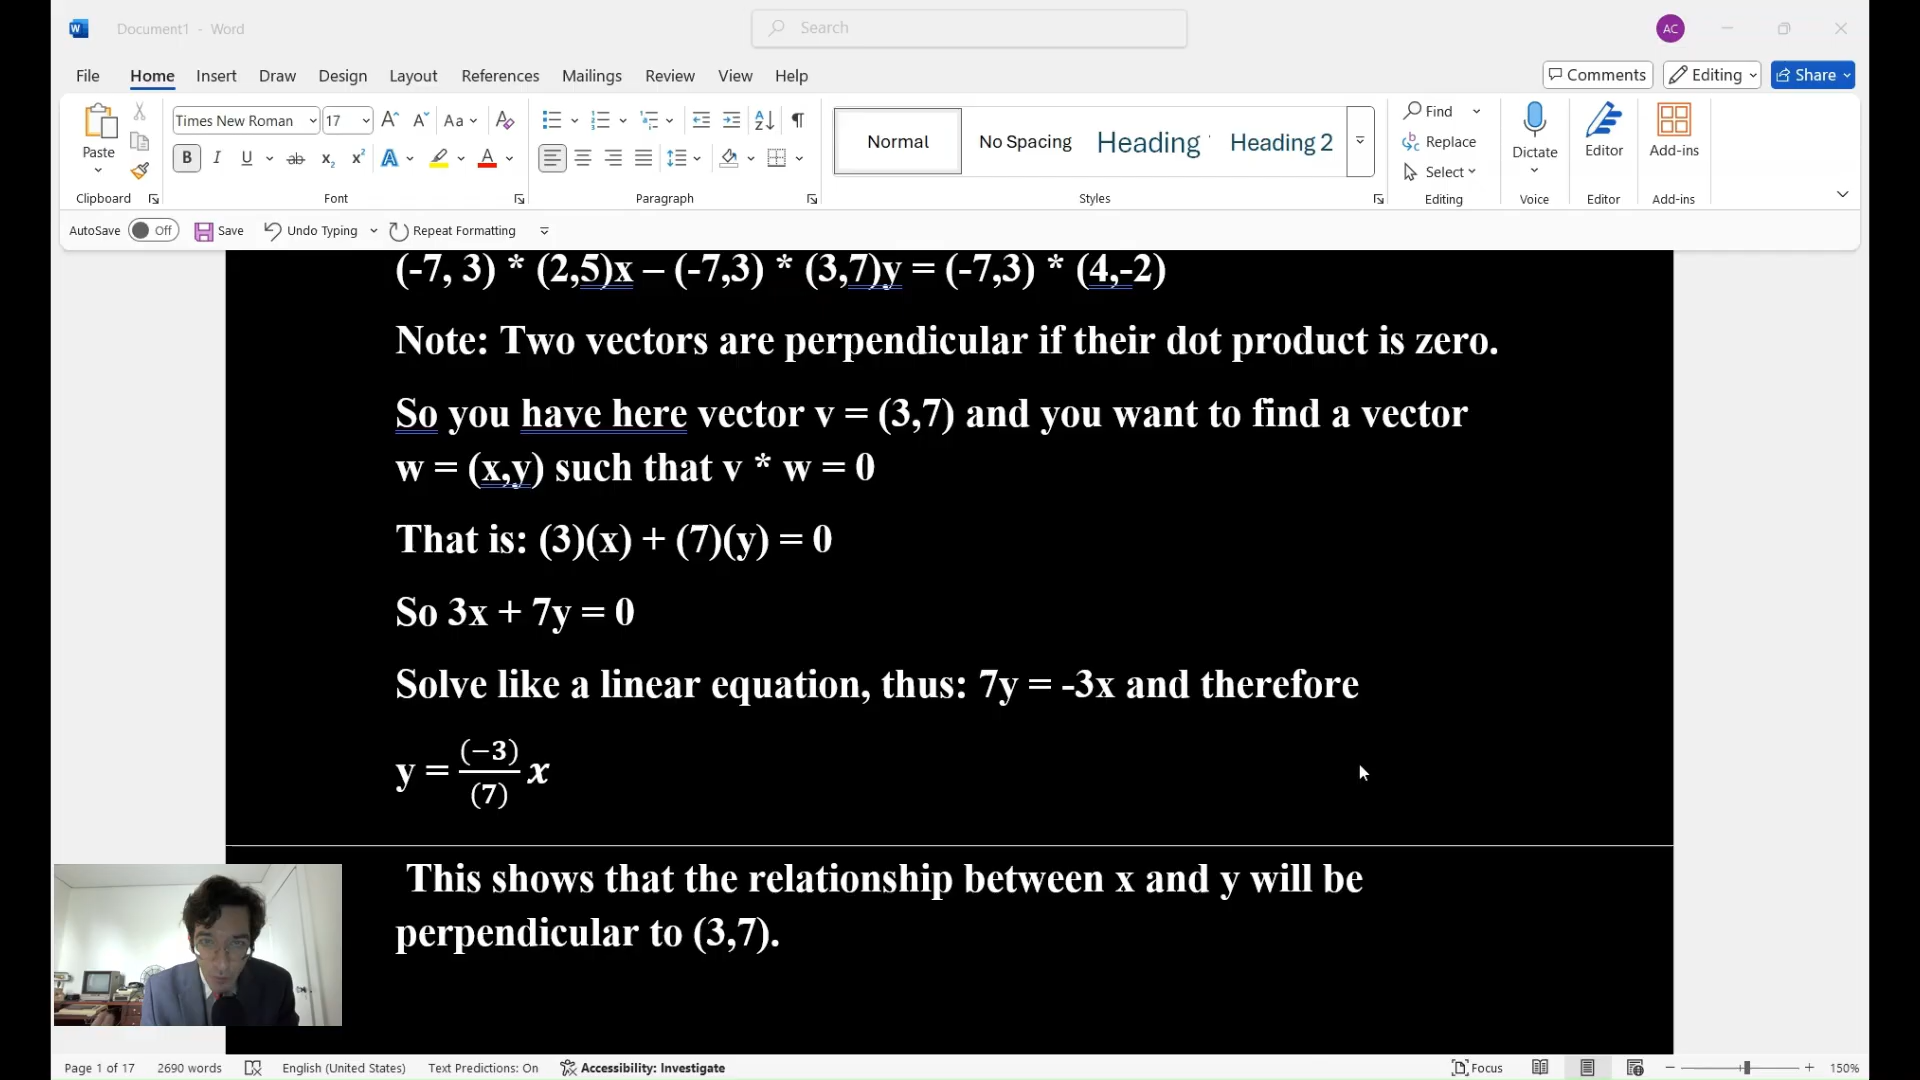 Document1 - Word
Search
AC
File Home Insert Draw Design Layout References Mailings Review View Help
Comments Editing Share
Paste
Clipboard
Times New Roman 17
Aa
B I U ab x₂ x² A A
Font
Paragraph
Normal No Spacing Heading Heading 2
Styles
Find
Replace
Select
Editing
Dictate
Voice
Editor
Editor
Add-ins
Add-ins
AutoSave Off Save Undo Typing Repeat Formatting
(-7, 3) * (2,5)x – (-7,3) * (3,7)y = (-7,3) * (4,-2)
Note: Two vectors are perpendicular if their dot product is zero.
So you have here vector v = (3,7) and you want to find a vector
w = (x,y) such that v * w = 0
That is: (3)(x) + (7)(y) = 0
So 3x + 7y = 0
Solve like a linear equation, thus: 7y = -3x and therefore
y = (−3)/(7) x
This shows that the relationship between x and y will be
perpendicular to (3,7).
Page 1 of 17 2690 words English (United States) Text Predictions: On Accessibility: Investigate Focus 150%